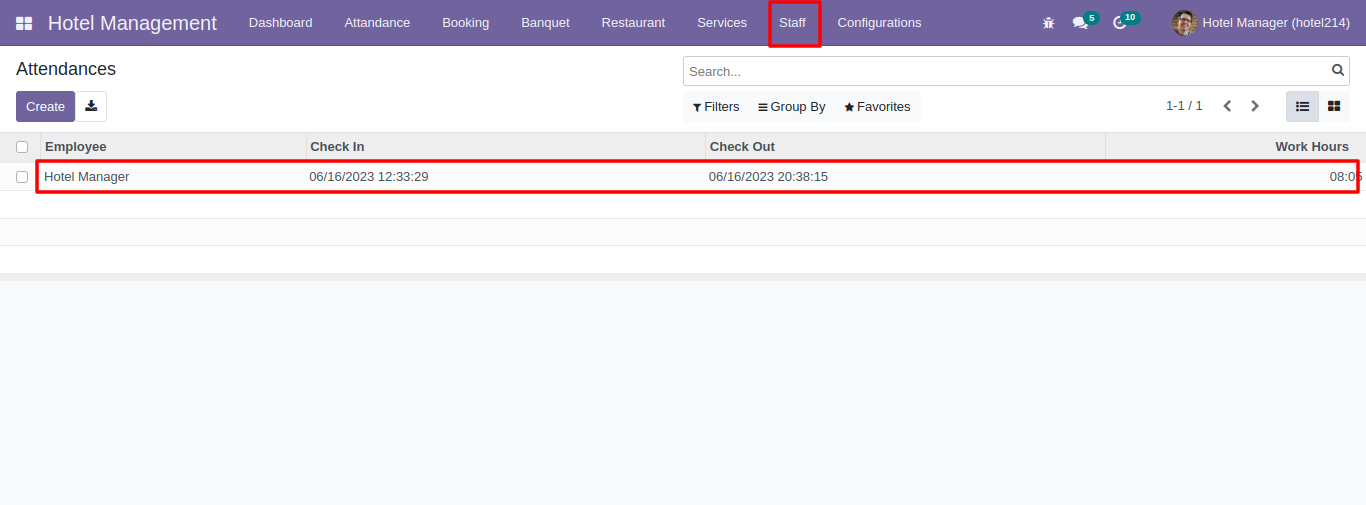 Hotel Management Dashboard Attandance Booking Banquet Restaurant Services Staff Configurations 5 10 Hotel Manager (hotel214)
Attendances
Search...
Create
Filters Group By Favorites
1-1 / 1
Employee Check In Check Out Work Hours
Hotel Manager 06/16/2023 12:33:29 06/16/2023 20:38:15 08:05